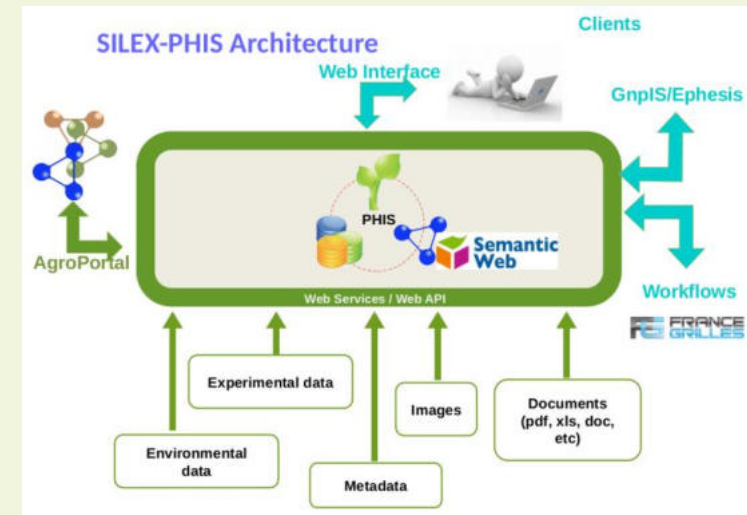 SILEX-PHIS Architecture
Clients
Web Interface
GnpIS/Ephesis
PHIS
Semantic
Web
AgroPortal
Web Services / Web API
Workflows
FRANCE
GRILLES
Experimental data
Images
Documents
(pdf, xls, doc,
etc)
Environmental
data
Metadata